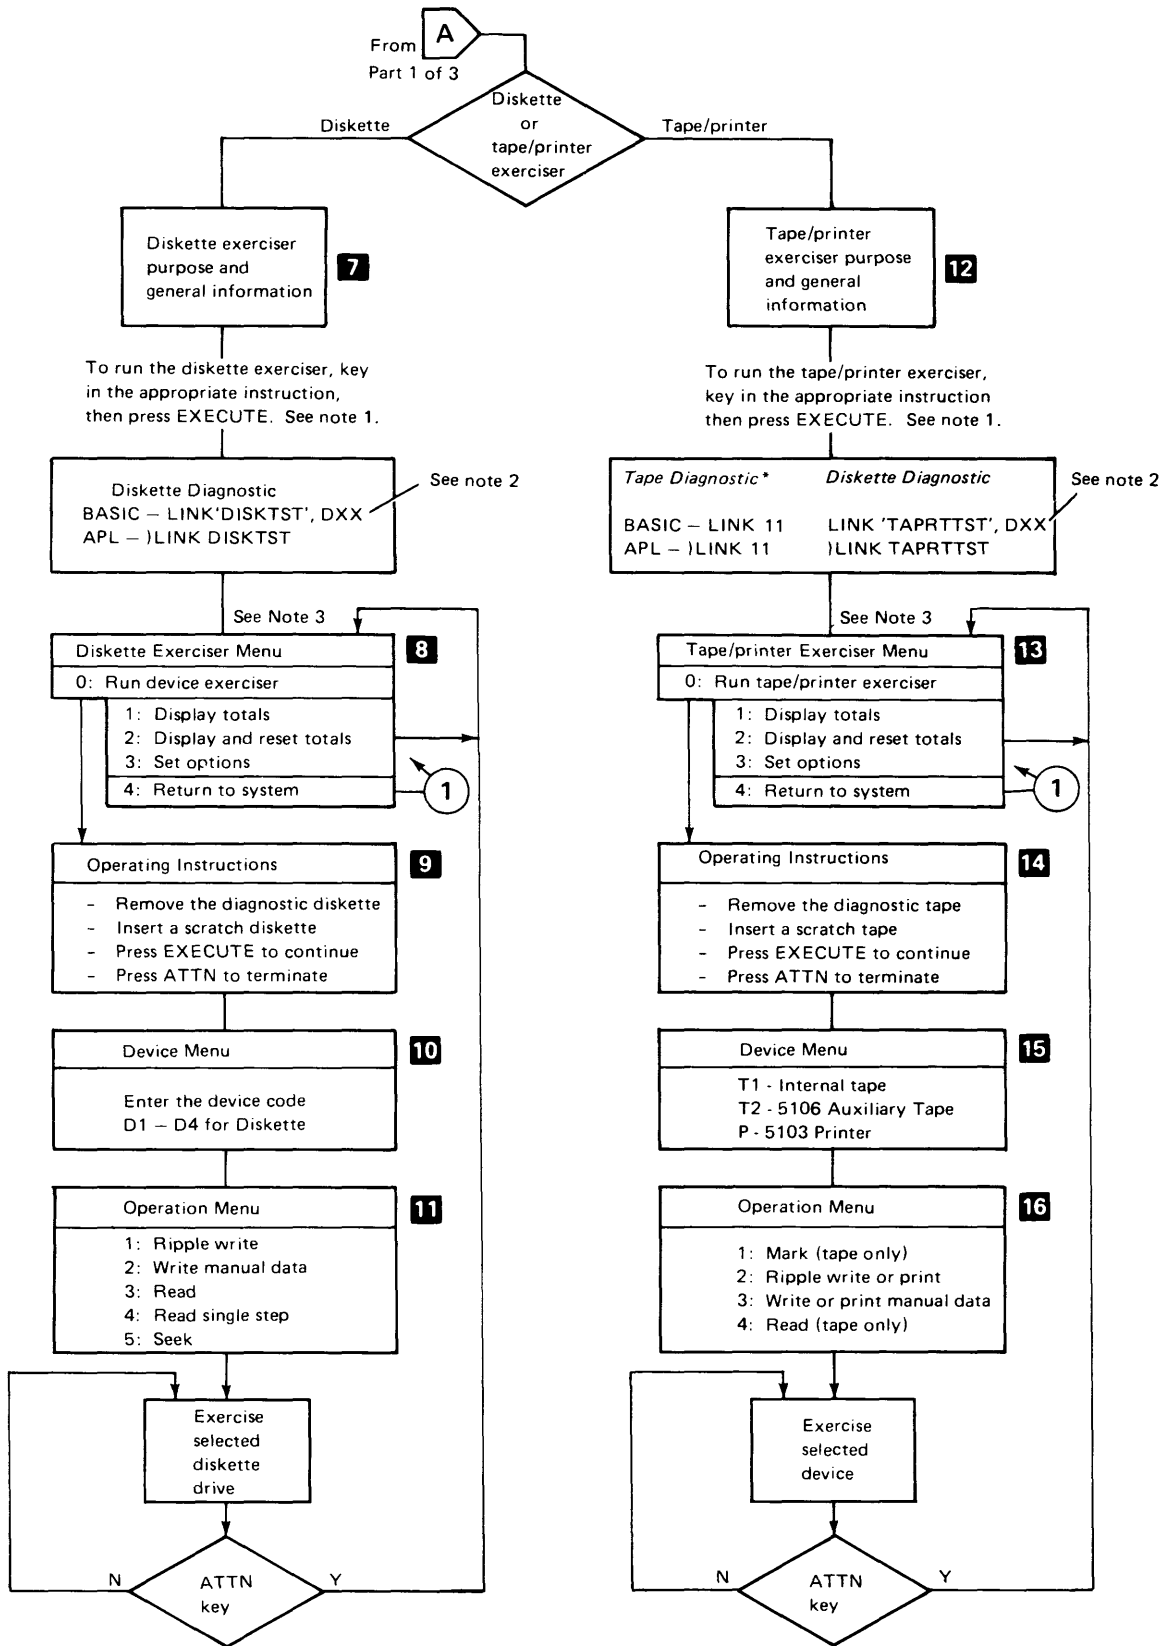 From
A
Part 1 of 3
Diskette
or
tape/printer
exerciser
Diskette
Tape/printer
Diskette exerciser
purpose and
general information
7
To run the diskette exerciser, key
in the appropriate instruction,
then press EXECUTE. See note 1.
Diskette Diagnostic
BASIC – LINK'DISKTST', DXX
APL – )LINK DISKTST
See note 2
See Note 3
Diskette Exerciser Menu
8
0: Run device exerciser
1: Display totals
2: Display and reset totals
3: Set options
4: Return to system
1
Operating Instructions
9
- Remove the diagnostic diskette
- Insert a scratch diskette
- Press EXECUTE to continue
- Press ATTN to terminate
Device Menu
10
Enter the device code
D1 – D4 for Diskette
Operation Menu
11
1: Ripple write
2: Write manual data
3: Read
4: Read single step
5: Seek
Exercise
selected
diskette
drive
N
ATTN
key
Y
Tape/printer
exerciser purpose
and general
information
12
To run the tape/printer exerciser,
key in the appropriate instruction
then press EXECUTE. See note 1.
Tape Diagnostic* Diskette Diagnostic
BASIC – LINK 11 LINK 'TAPRTTST', DXX
APL – )LINK 11 )LINK TAPRTTST
See note 2
See Note 3
Tape/printer Exerciser Menu
13
0: Run tape/printer exerciser
1: Display totals
2: Display and reset totals
3: Set options
4: Return to system
1
Operating Instructions
14
- Remove the diagnostic tape
- Insert a scratch tape
- Press EXECUTE to continue
- Press ATTN to terminate
Device Menu
15
T1 - Internal tape
T2 - 5106 Auxiliary Tape
P - 5103 Printer
Operation Menu
16
1: Mark (tape only)
2: Ripple write or print
3: Write or print manual data
4: Read (tape only)
Exercise
selected
device
N
ATTN
key
Y